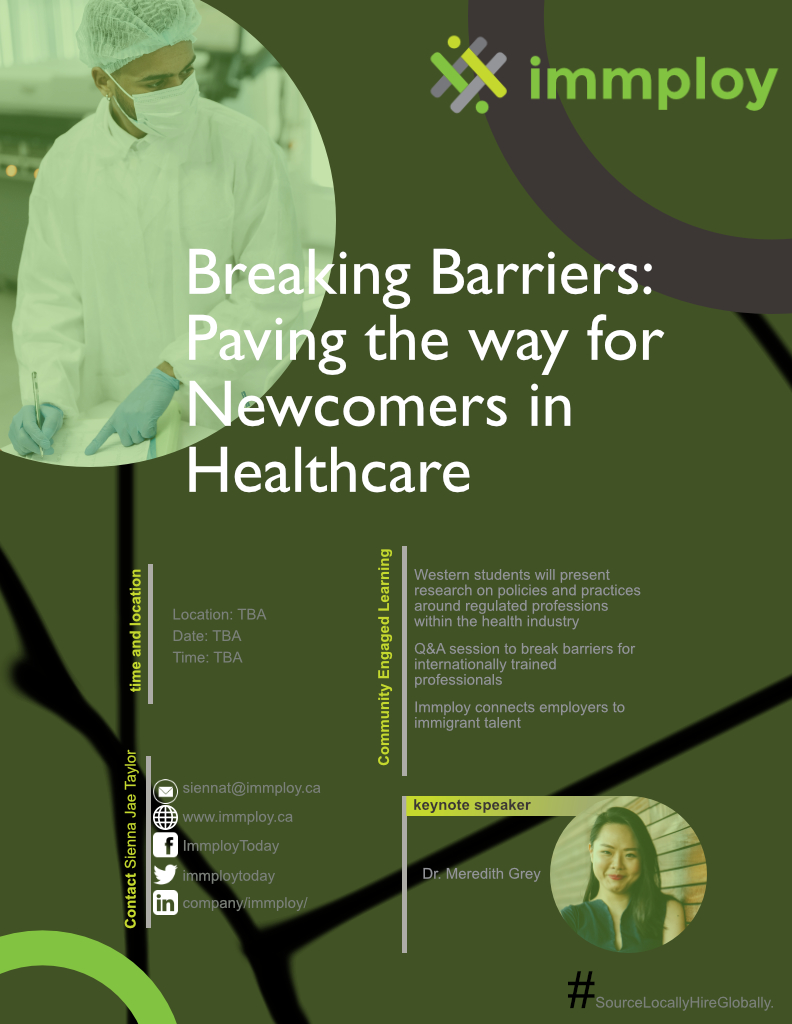 immploy
Breaking Barriers:
Paving the way for
Newcomers in
Healthcare
time and location
Location: TBA
Date: TBA
Time: TBA
Community Engaged Learning
Western students will present
research on policies and practices
around regulated professions
within the health industry
Q&A session to break barriers for
internationally trained
professionals
Immploy connects employers to
immigrant talent
Contact Sienna Jae Taylor
siennat@immploy.ca
www.immploy.ca
ImmployToday
immploytoday
company/immploy/
keynote speaker
Dr. Meredith Grey
#SourceLocallyHireGlobally.